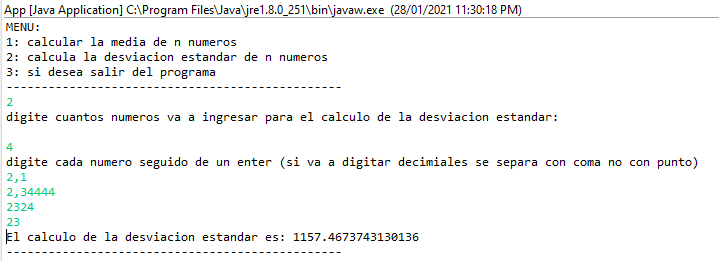 App [Java Application] C:\Program Files\Java\jre1.8.0_251\bin\javaw.exe (28/01/2021 11:30:18 PM)
MENU:
1: calcular la media de n numeros
2: calcula la desviacion estandar de n numeros
3: si desea salir del programa
------------------------------------------------
2
digite cuantos numeros va a ingresar para el calculo de la desviacion estandar:
4
digite cada numero seguido de un enter (si va a digitar decimiales se separa con coma no con punto)
2,1
2,34444
2324
23
El calculo de la desviacion estandar es: 1157.4673743130136
------------------------------------------------